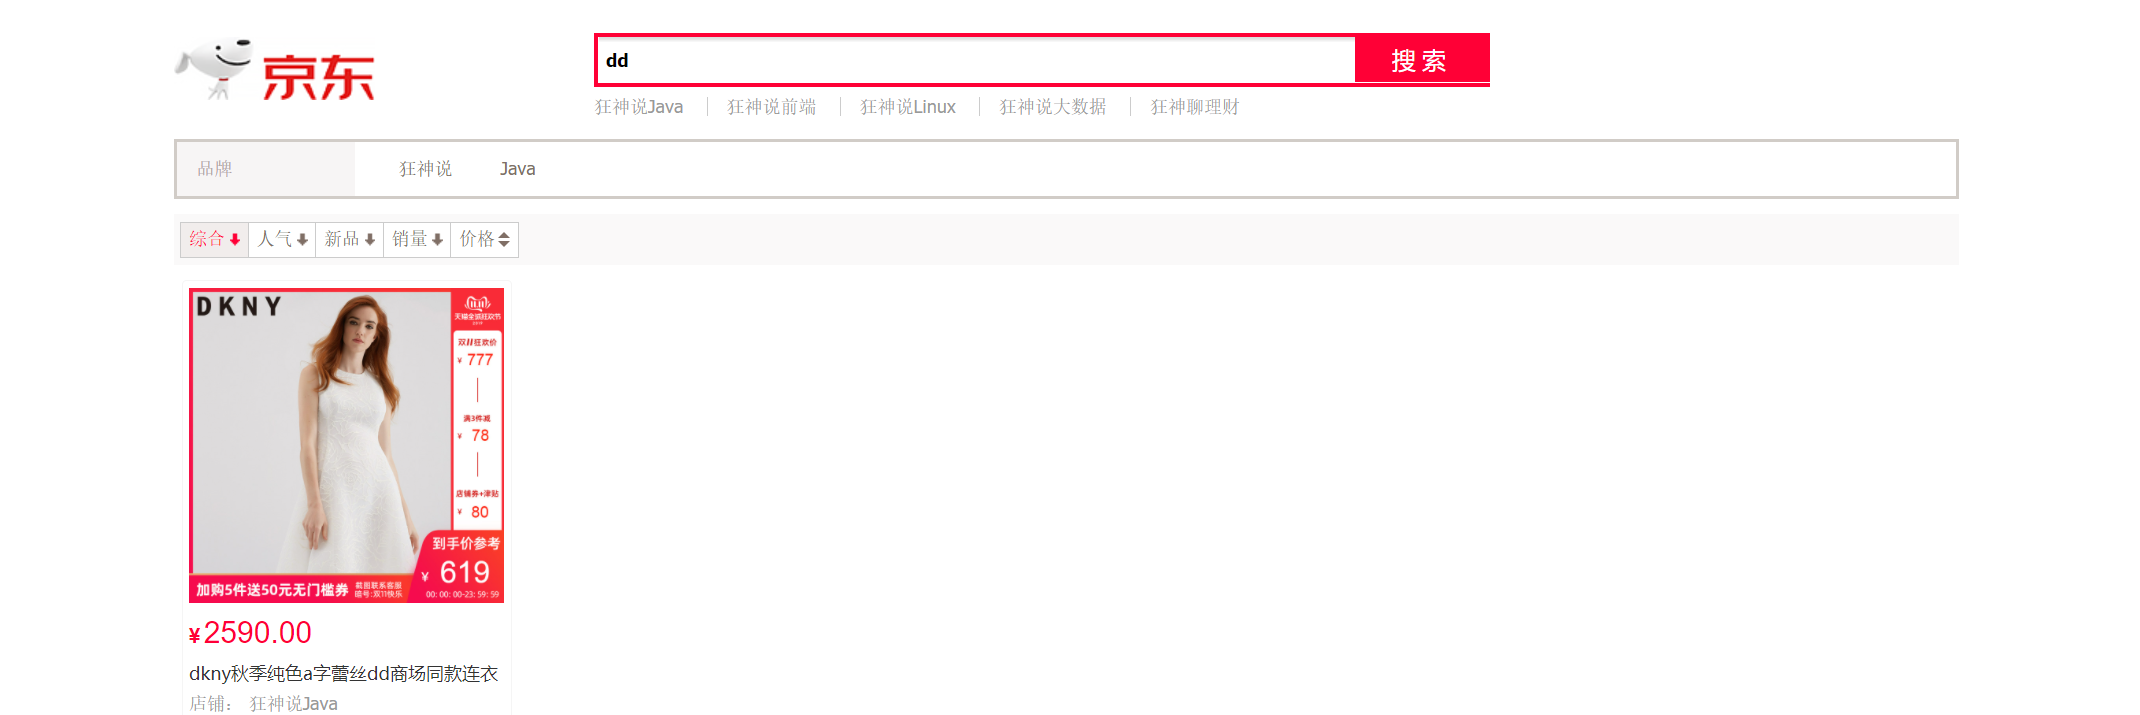 京东
dd
搜索
狂神说Java 狂神说前端 狂神说Linux 狂神说大数据 狂神聊理财
品牌 狂神说 Java
综合 人气 新品 销量 价格
DKNY
11.11
天猫全球狂欢节
双11狂欢价
¥ 777
满3件减
¥ 78
店铺券+津贴
¥ 80
到手价参考
¥ 619
00: 00: 00-23: 59: 59
加购5件送50元无门槛券
截图联系客服
暗号:双11快乐
¥2590.00
dkny秋季纯色a字蕾丝dd商场同款连衣
店铺： 狂神说Java